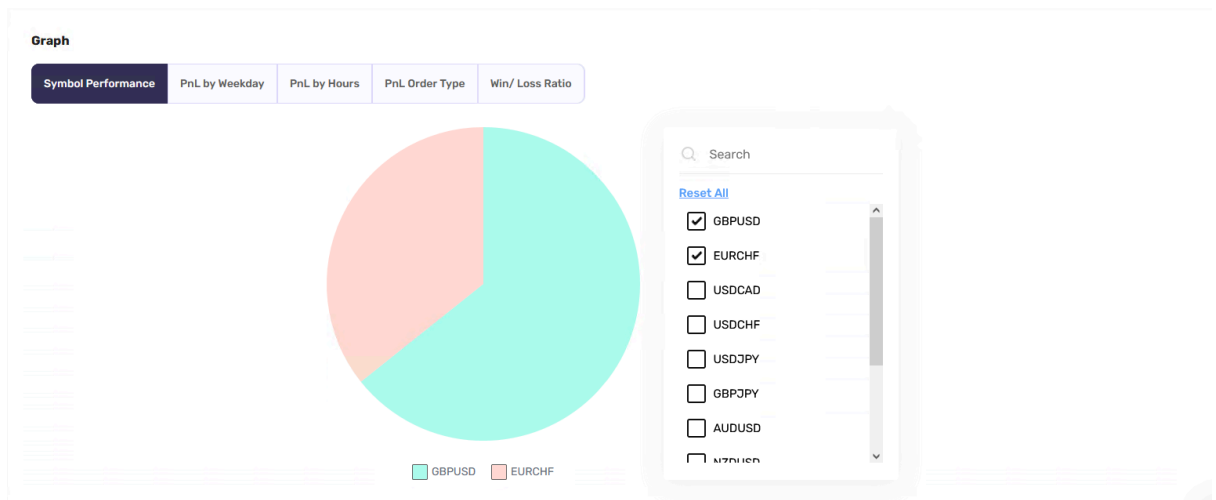 Graph
Symbol Performance PnL by Weekday PnL by Hours PnL Order Type Win/ Loss Ratio
Search
Reset All
GBPUSD
EURCHF
USDCAD
USDCHF
USDJPY
GBPJPY
AUDUSD
NZDUSD
GBPUSD EURCHF